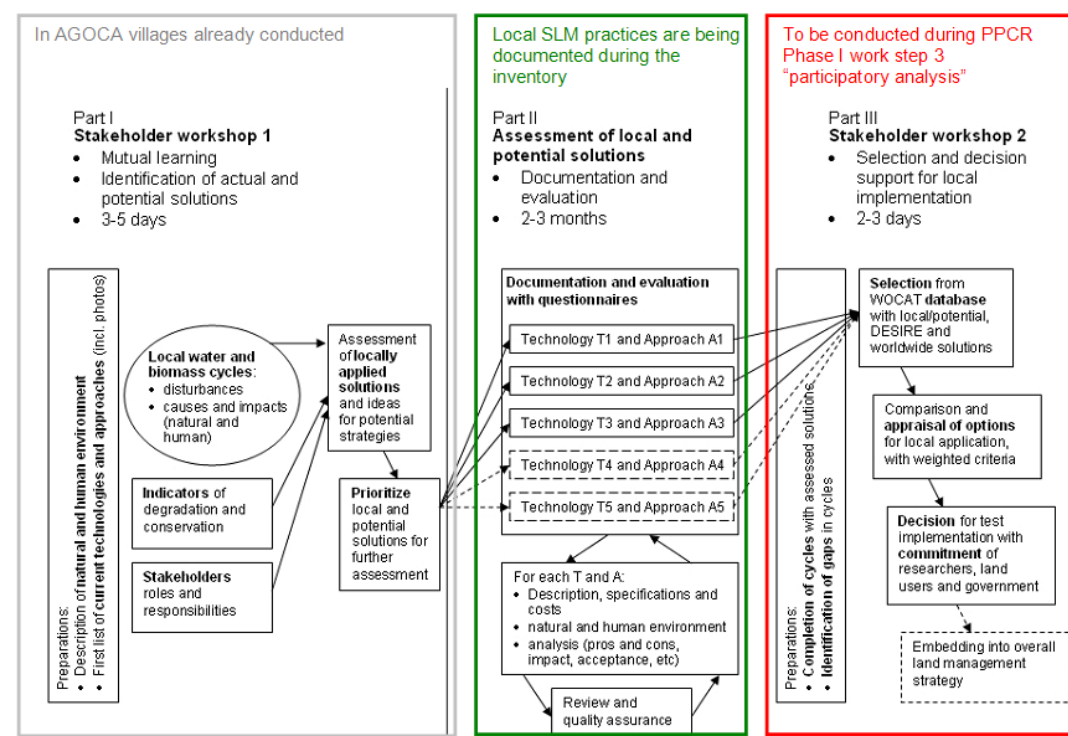 In AGOCA villages already conducted
Part I
Stakeholder workshop 1
• Mutual learning
• Identification of actual and
potential solutions
• 3-5 days
Preparations:
• Description of natural and human environment
• First list of current technologies and approaches (incl. photos)
Local water and
biomass cycles:
• disturbances
• causes and impacts
(natural and
human)
Indicators of
degradation and
conservation
Stakeholders
roles and
responsibilities
Assessment
of locally
applied
solutions
and ideas
for potential
strategies
Prioritize
local and
potential
solutions for
further
assessment
Local SLM practices are being
documented during the
inventory
Part II
Assessment of local and
potential solutions
• Documentation and
evaluation
• 2-3 months
Documentation and evaluation
with questionnaires
Technology T1 and Approach A1
Technology T2 and Approach A2
Technology T3 and Approach A3
Technology T4 and Approach A4
Technology T5 and Approach A5
For each T and A:
• Description, specifications and
costs
• natural and human environment
• analysis (pros and cons,
impact, acceptance, etc)
Review and
quality assurance
To be conducted during PPCR
Phase I work step 3
“participatory analysis”
Part III
Stakeholder workshop 2
• Selection and decision
support for local
implementation
• 2-3 days
Preparations:
• Completion of cycles with assessed solutions
• Identification of gaps in cycles
Selection from
WOCAT database
with local/potential,
DESIRE and
worldwide solutions
Comparison and
appraisal of options
for local application,
with weighted criteria
Decision for test
implementation with
commitment of
researchers, land
users and government
Embedding into overall
land management
strategy